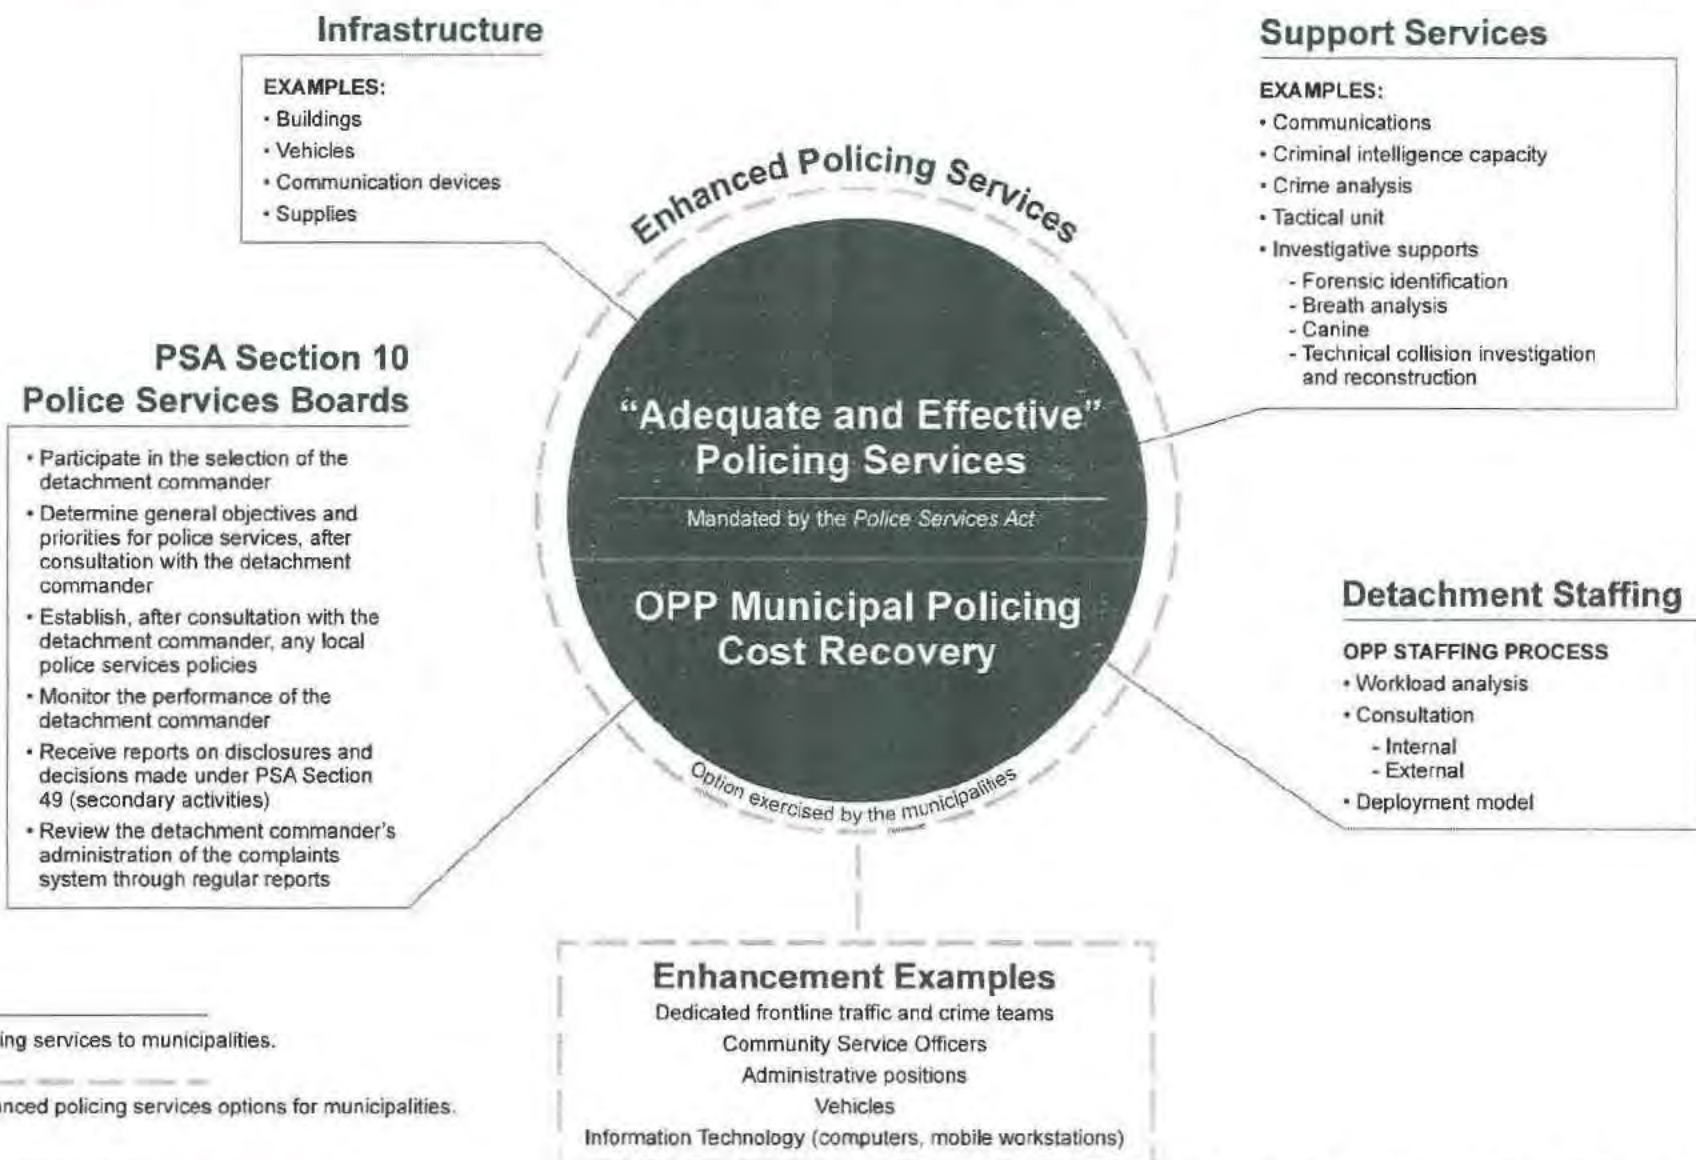 Infrastructure
EXAMPLES:
• Buildings
• Vehicles
• Communication devices
• Supplies
Support Services
EXAMPLES:
• Communications
• Criminal intelligence capacity
• Crime analysis
• Tactical unit
• Investigative supports
- Forensic identification
- Breath analysis
- Canine
- Technical collision investigation
and reconstruction
Enhanced Policing Services
"Adequate and Effective"
Policing Services
Mandated by the Police Services Act
OPP Municipal Policing
Cost Recovery
Option exercised by the municipalities
PSA Section 10
Police Services Boards
• Participate in the selection of the
detachment commander
• Determine general objectives and
priorities for police services, after
consultation with the detachment
commander
• Establish, after consultation with the
detachment commander, any local
police services policies
• Monitor the performance of the
detachment commander
• Receive reports on disclosures and
decisions made under PSA Section
49 (secondary activities)
• Review the detachment commander's
administration of the complaints
system through regular reports
Detachment Staffing
OPP STAFFING PROCESS
• Workload analysis
• Consultation
- Internal
- External
• Deployment model
Enhancement Examples
Dedicated frontline traffic and crime teams
Community Service Officers
Administrative positions
Vehicles
Information Technology (computers, mobile workstations)
ing services to municipalities.
nced policing services options for municipalities.